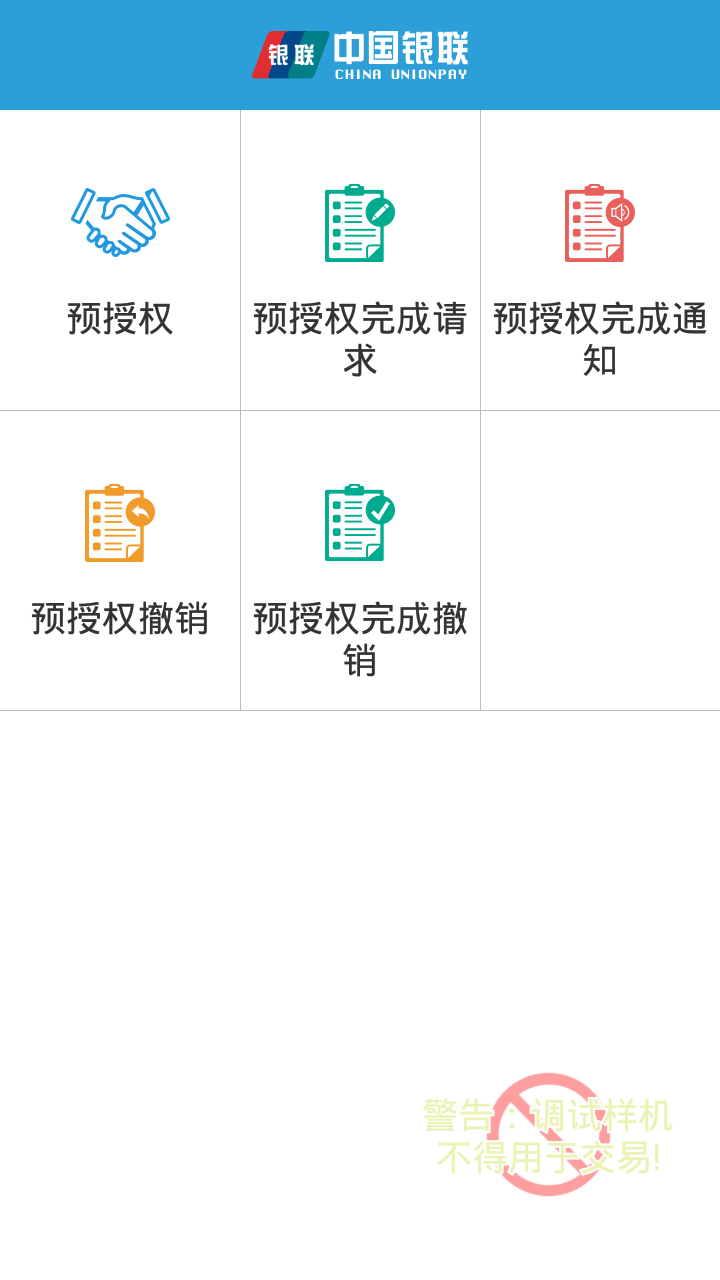 银联 中国银联
CHINA UNIONPAY
预授权
预授权完成请
求
预授权完成通
知
预授权撤销
预授权完成撤
销
警告：调试样机
不得用于交易!